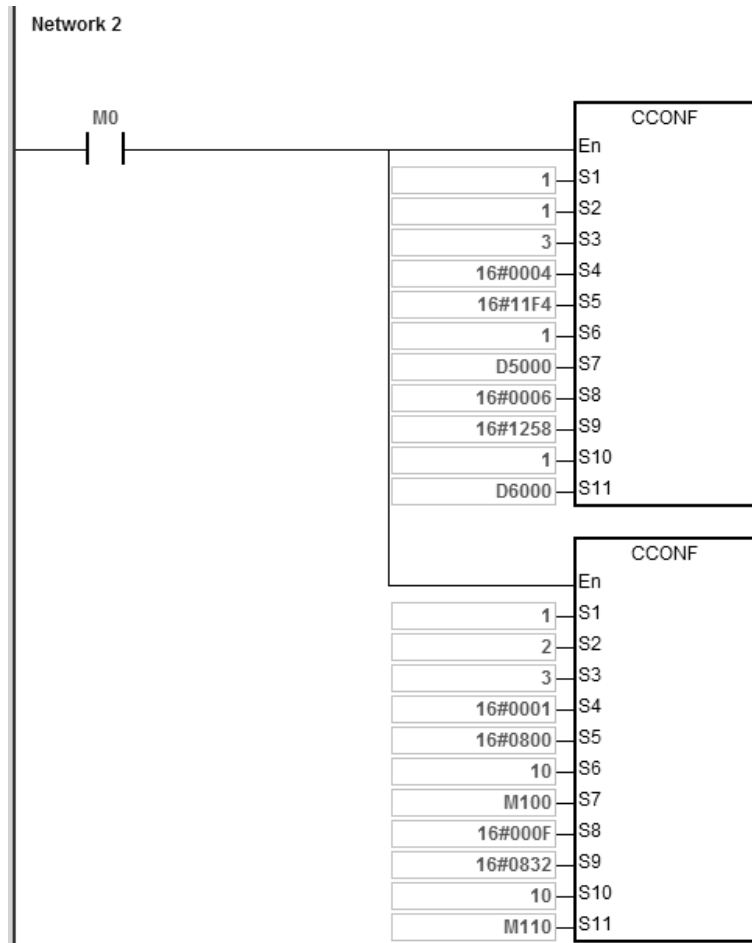 Network 2
M0
CCONF
En
1 S1
1 S2
3 S3
16#0004 S4
16#11F4 S5
1 S6
D5000 S7
16#0006 S8
16#1258 S9
1 S10
D6000 S11
CCONF
En
1 S1
2 S2
3 S3
16#0001 S4
16#0800 S5
10 S6
M100 S7
16#000F S8
16#0832 S9
10 S10
M110 S11